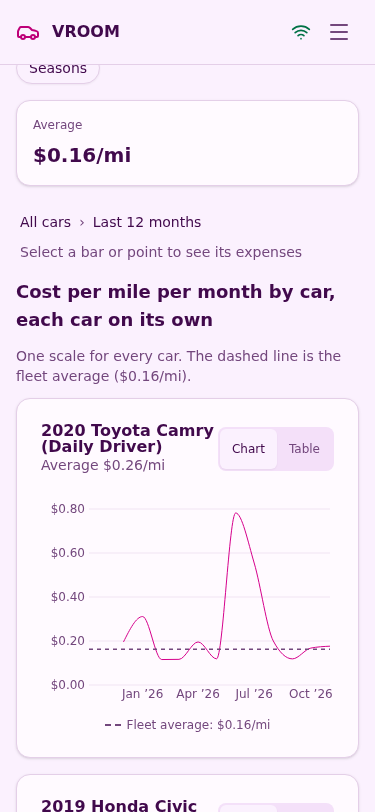 VROOM
Seasons
Average
$0.16/mi
All cars › Last 12 months
Select a bar or point to see its expenses
Cost per mile per month by car,
each car on its own
One scale for every car. The dashed line is the
fleet average ($0.16/mi).
2020 Toyota Camry
(Daily Driver)
Average $0.26/mi
Chart
Table
$0.80
$0.60
$0.40
$0.20
$0.00
Jan ’26
Apr ’26
Jul ’26
Oct ’26
Fleet average: $0.16/mi
2019 Honda Civic